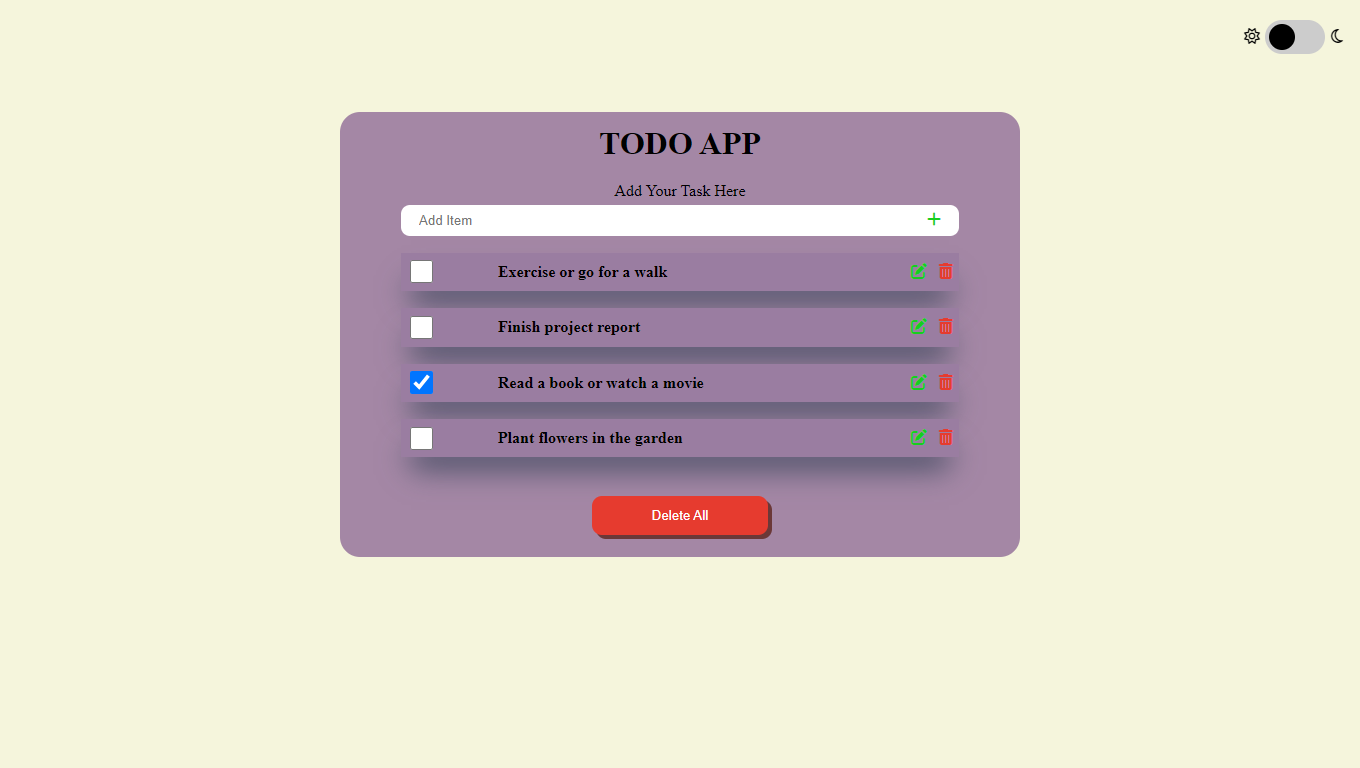 TODO APP
Add Your Task Here
Add Item
Exercise or go for a walk
Finish project report
Read a book or watch a movie
Plant flowers in the garden
Delete All